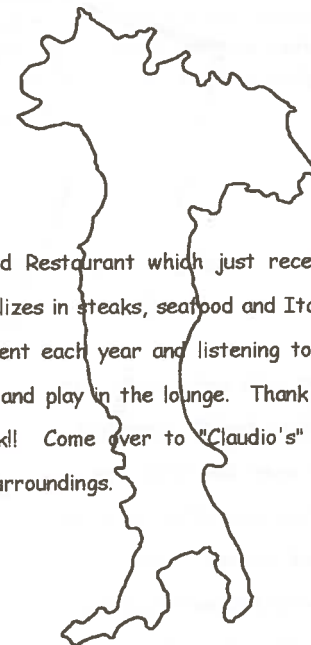 d Restaurant which just rece
lizes in steaks, seafood and Ita
ent each year and listening to
and play in the lounge. Thank
k!! Come over to "Claudio's"
urroundings.